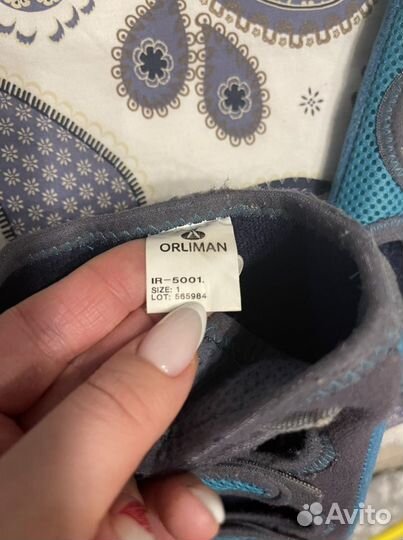 ORLIMAN
IR-5001.
SIZE: 1
LOT: 565984
Avito